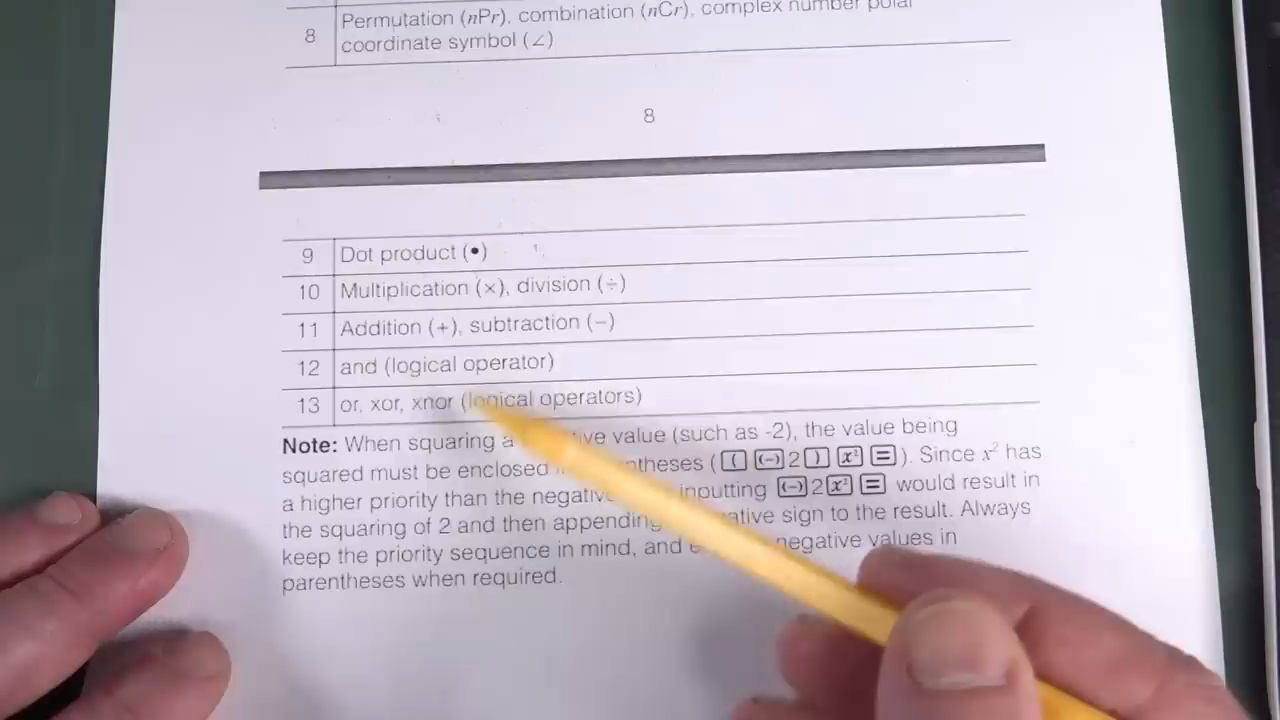 8 Permutation (nPr), combination (nCr), complex number polar
coordinate symbol (∠)
8
9 Dot product (•)
10 Multiplication (×), division (÷)
11 Addition (+), subtraction (−)
12 and (logical operator)
13 or, xor, xnor (logical operators)
Note: When squaring a value (such as -2), the value being
squared must be enclosed ( ( (−) 2 ) x² = ). Since x² has
a higher priority than the negative inputting (−) 2 x² = would result in
the squaring of 2 and then appending sign to the result. Always
keep the priority sequence in mind, and negative values in
parentheses when required.